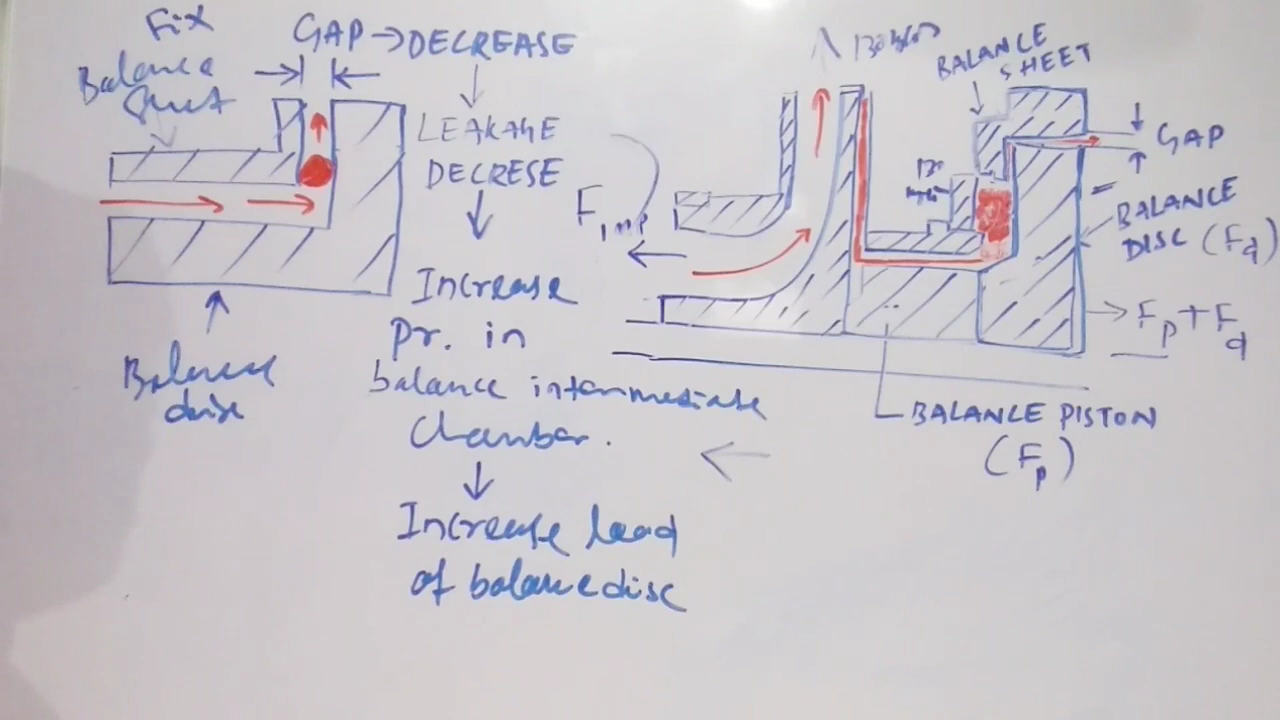 Fix
Balance
GAP → DECREASE
LEAKAGE
DECRESE
Increase
Pr. in
balance intermediate
Chamber.
Increase load
of balance disc
Balance
disc
BALANCE
SHEET
GAP
130
BALANCE
DISC (Fd)
Fp + Fd
BALANCE PISTON
(Fp)